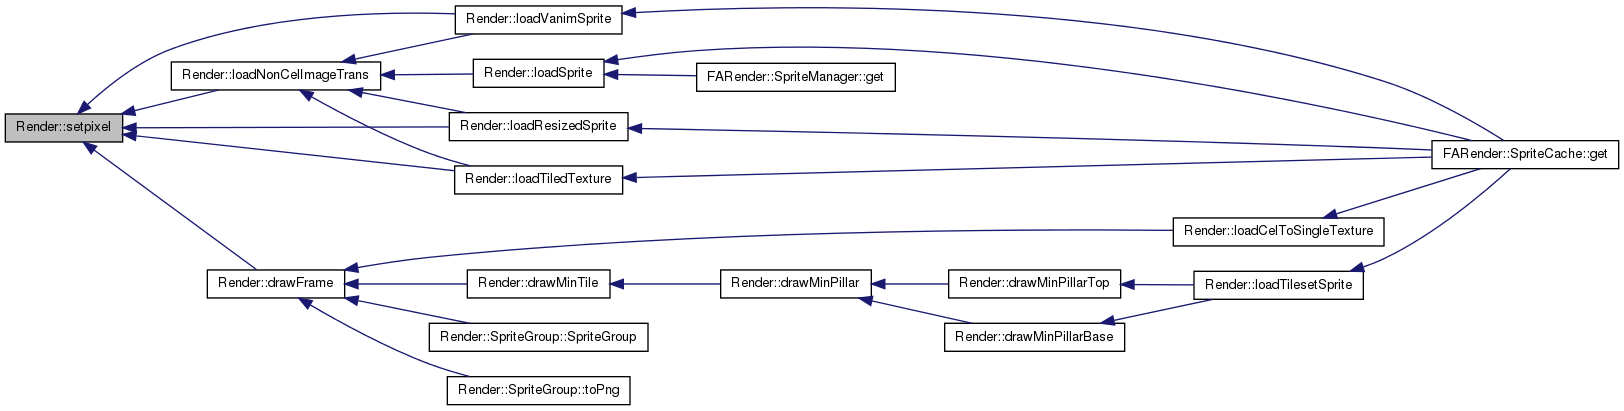 Render::loadVanimSprite
Render::loadNonCelImageTrans
Render::loadSprite
FARender::SpriteManager::get
Render::setpixel
Render::loadResizedSprite
FARender::SpriteCache::get
Render::loadTiledTexture
Render::loadCelToSingleTexture
Render::drawFrame
Render::drawMinTile
Render::drawMinPillar
Render::drawMinPillarTop
Render::loadTilesetSprite
Render::SpriteGroup::SpriteGroup
Render::drawMinPillarBase
Render::SpriteGroup::toPng